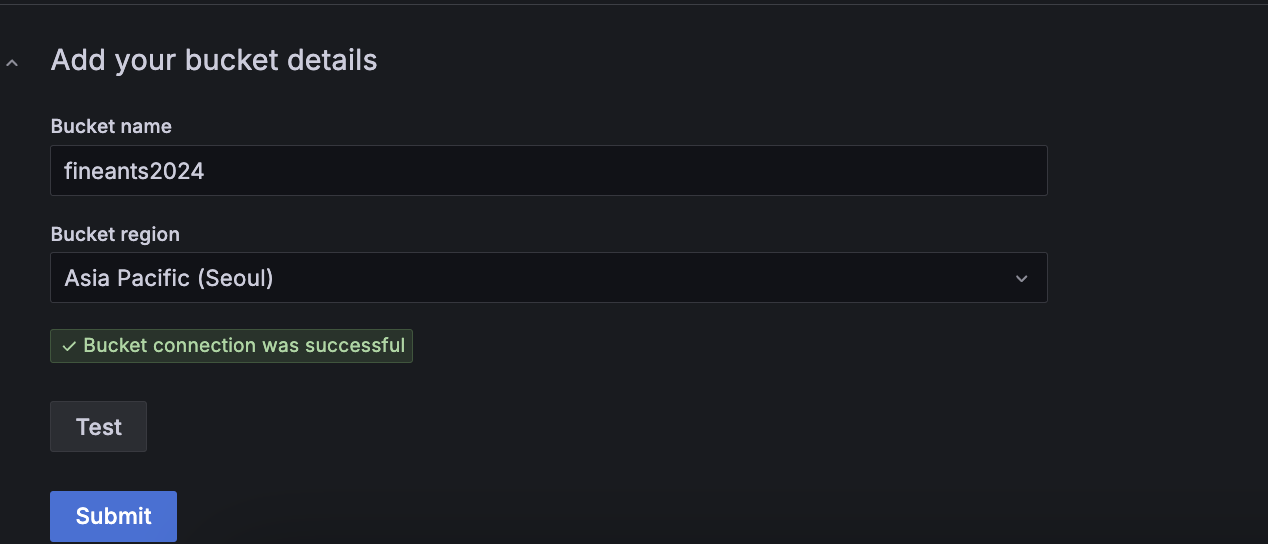 Add your bucket details
Bucket name
fineants2024
Bucket region
Asia Pacific (Seoul)
Bucket connection was successful
Test
Submit